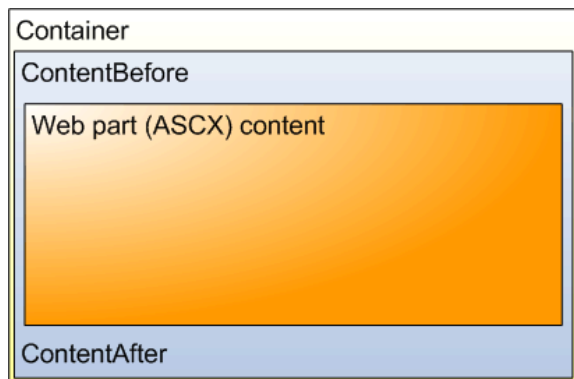 Container
ContentBefore
Web part (ASCX) content
ContentAfter